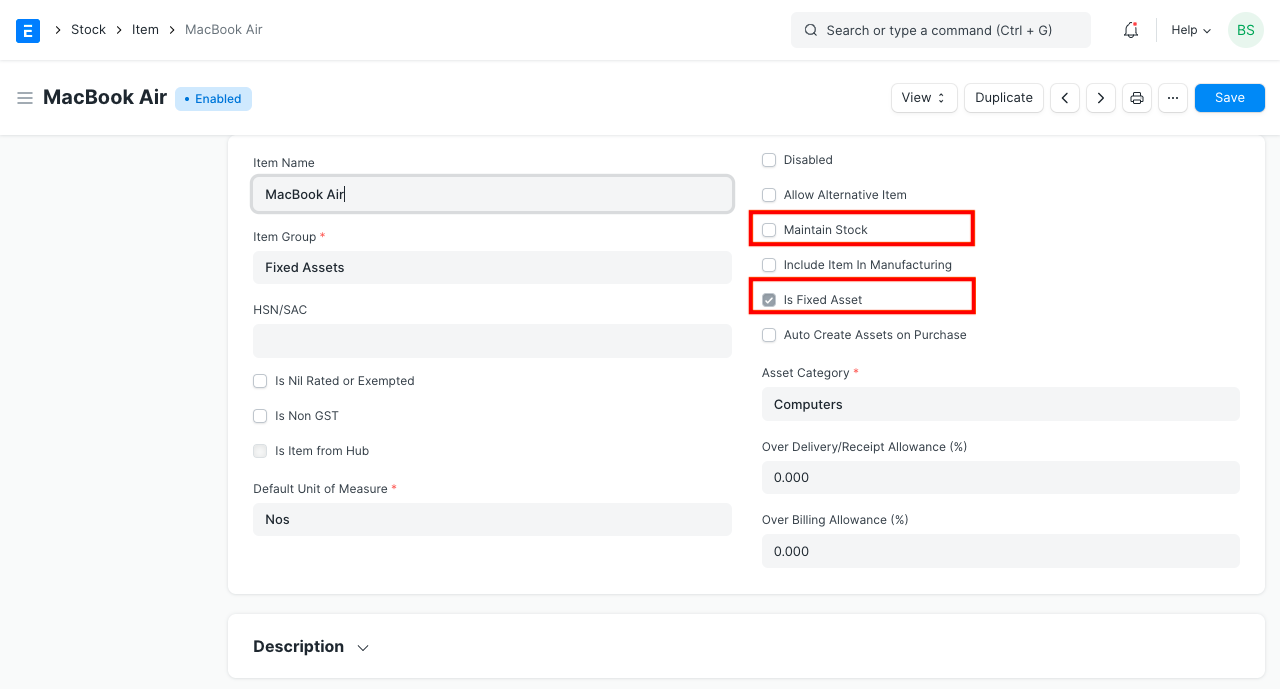 E
Stock
Item
MacBook Air
Search or type a command (Ctrl + G)
Help
BS
MacBook Air
Enabled
View
Duplicate
...
Save
Item Name
MacBook Air
Item Group *
Fixed Assets
HSN/SAC
Is Nil Rated or Exempted
Is Non GST
Is Item from Hub
Default Unit of Measure *
Nos
Disabled
Allow Alternative Item
Maintain Stock
Include Item In Manufacturing
Is Fixed Asset
Auto Create Assets on Purchase
Asset Category *
Computers
Over Delivery/Receipt Allowance (%)
0.000
Over Billing Allowance (%)
0.000
Description